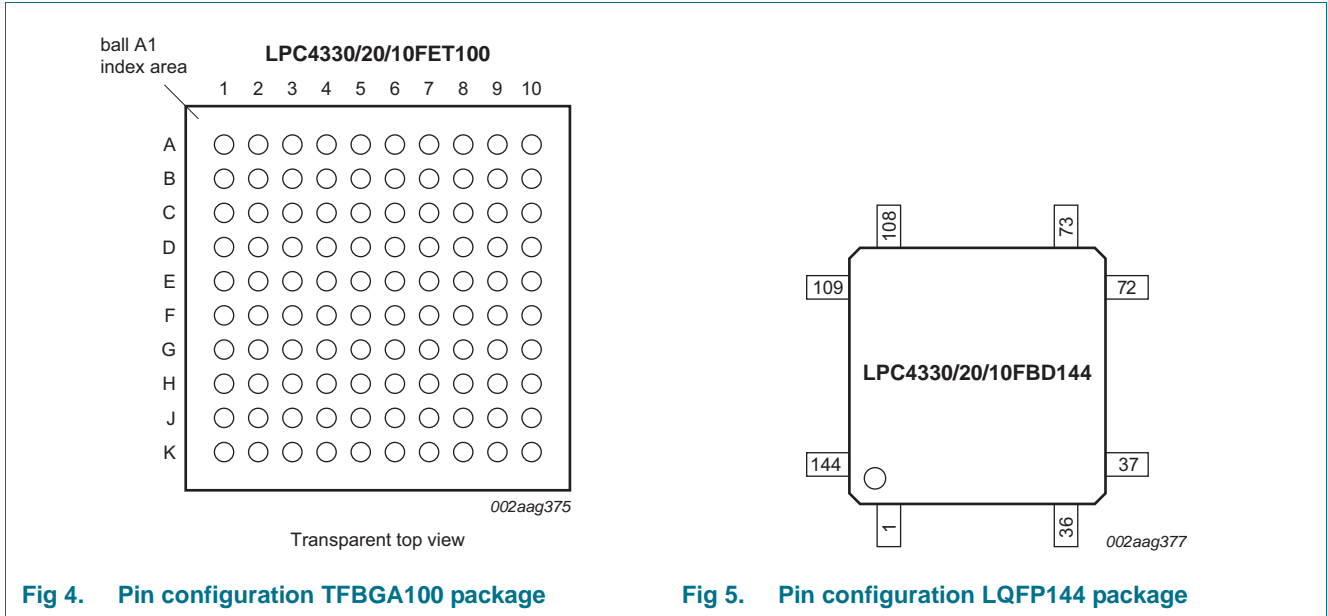 ball A1
index area
LPC4330/20/10FET100
1 2 3 4 5 6 7 8 9 10
A
B
C
D
E
F
G
H
J
K
002aag375
Transparent top view
108 73
109 72
LPC4330/20/10FBD144
144 37
1 36
002aag377
Fig 4. Pin configuration TFBGA100 package
Fig 5. Pin configuration LQFP144 package